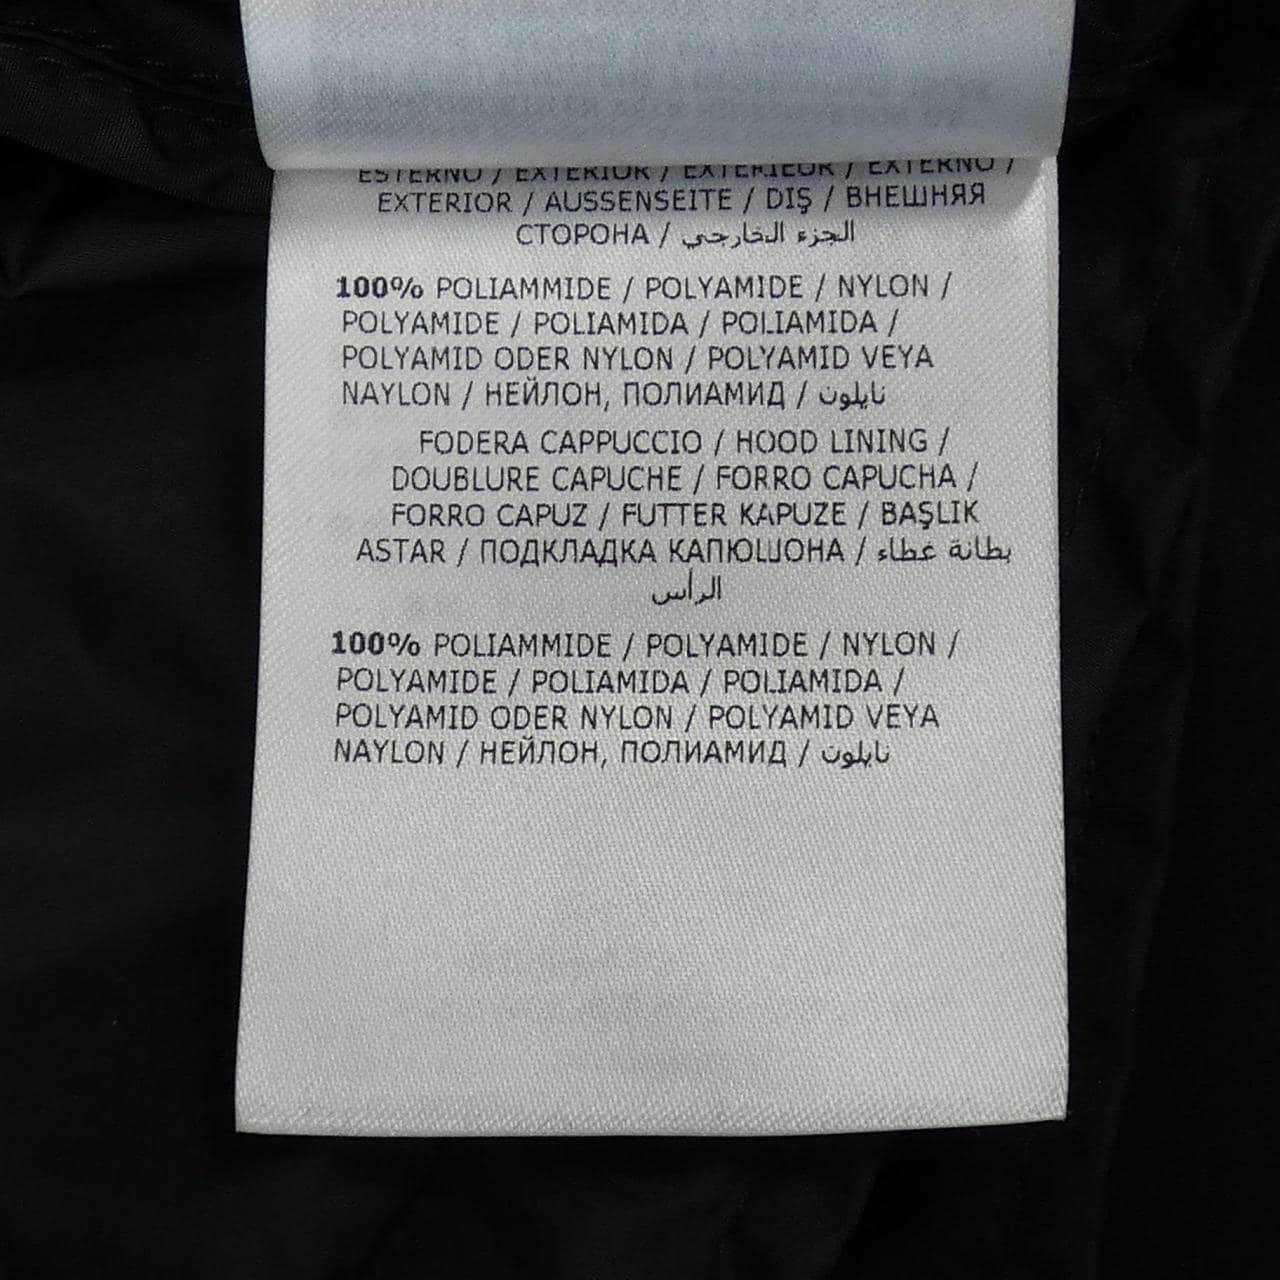 ESTERNO / EXTERIOR / EXTERIEUR / EXTERNO /
EXTERIOR / AUSSENSEITE / DIŞ / ВНЕШНЯЯ
СТОРОНА / الجزء الخارجي
100% POLIAMMIDE / POLYAMIDE / NYLON /
POLYAMIDE / POLIAMIDA / POLIAMIDA /
POLYAMID ODER NYLON / POLYAMID VEYA
NAYLON / НЕЙЛОН, ПОЛИАМИД / نايلون
FODERA CAPPUCCIO / HOOD LINING /
DOUBLURE CAPUCHE / FORRO CAPUCHA /
FORRO CAPUZ / FUTTER KAPUZE / BAŞLIK
ASTAR / ПОДКЛАДКА КАПЮШОНА / بطانة غطاء
الرأس
100% POLIAMMIDE / POLYAMIDE / NYLON /
POLYAMIDE / POLIAMIDA / POLIAMIDA /
POLYAMID ODER NYLON / POLYAMID VEYA
NAYLON / НЕЙЛОН, ПОЛИАМИД / نايلون